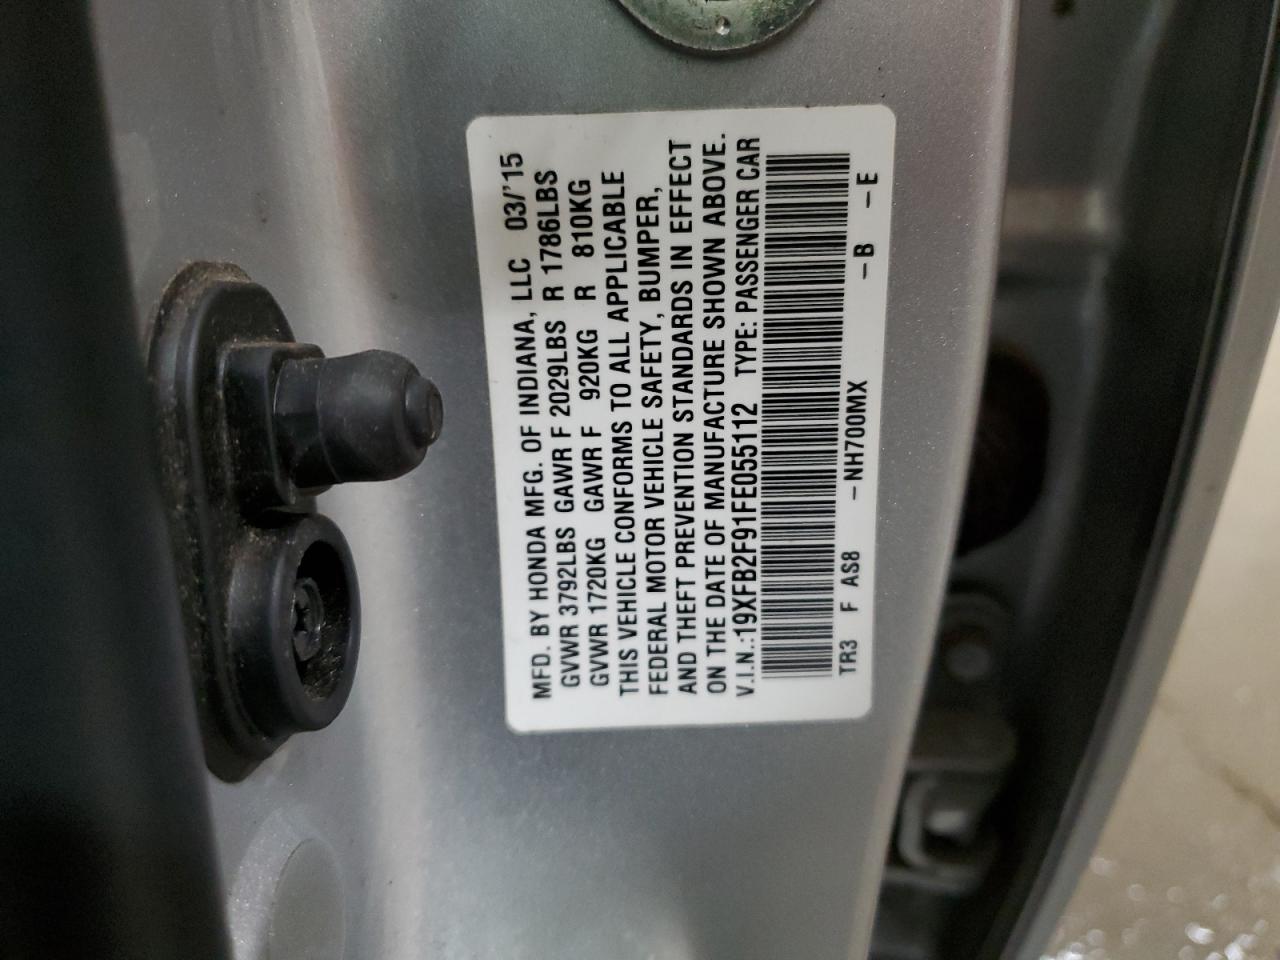 MFD. BY HONDA MFG. OF INDIANA, LLC 03/'15
GVWR 3792LBS GAWR F 2029LBS R 1786LBS
GVWR 1720KG GAWR F 920KG R 810KG
THIS VEHICLE CONFORMS TO ALL APPLICABLE
FEDERAL MOTOR VEHICLE SAFETY, BUMPER,
AND THEFT PREVENTION STANDARDS IN EFFECT
ON THE DATE OF MANUFACTURE SHOWN ABOVE.
V.I.N.:19XFB2F91FE055112 TYPE: PASSENGER CAR
TR3 F AS8 -NH700MX -B -E